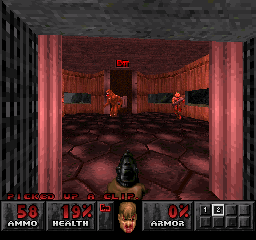 PICKED UP A CLIP.
58 19% 0% 1 2
AMMO HEALTH ARMOR